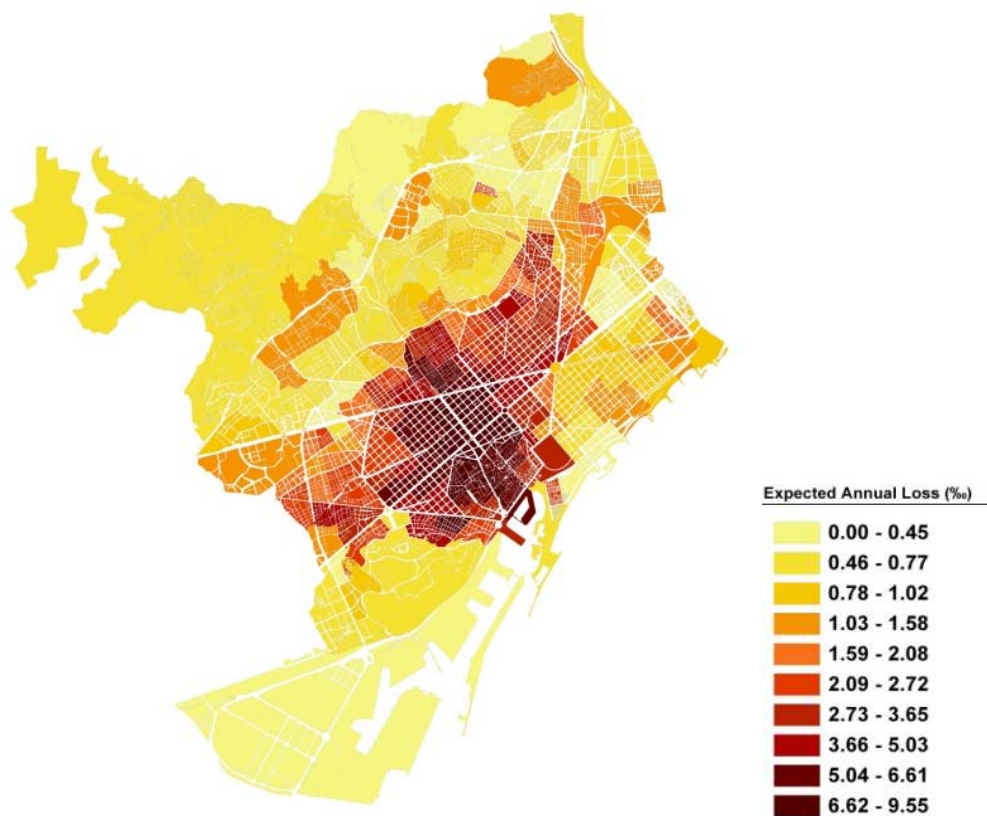 Expected Annual Loss (‰)
0.00 - 0.45
0.46 - 0.77
0.78 - 1.02
1.03 - 1.58
1.59 - 2.08
2.09 - 2.72
2.73 - 3.65
3.66 - 5.03
5.04 - 6.61
6.62 - 9.55